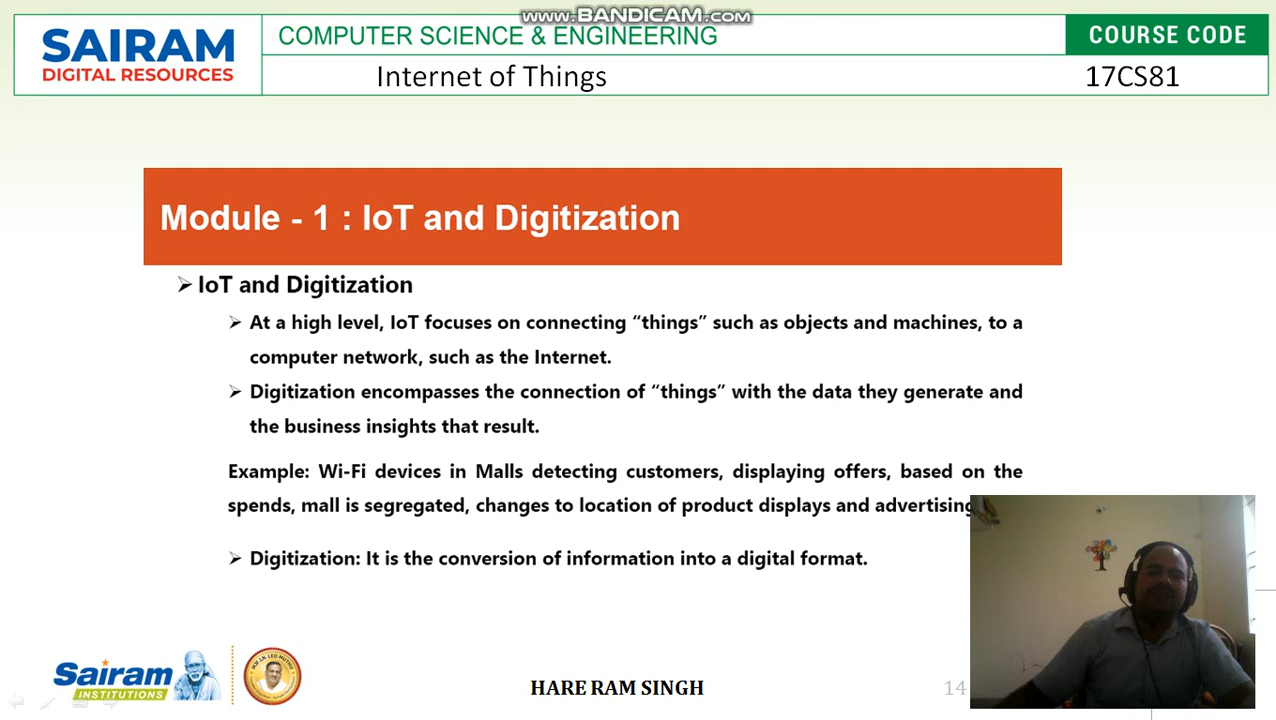 www.BANDICAM.com
SAIRAM
DIGITAL RESOURCES
COMPUTER SCIENCE & ENGINEERING
COURSE CODE
Internet of Things
17CS81
Module - 1 : IoT and Digitization
IoT and Digitization
At a high level, IoT focuses on connecting “things” such as objects and machines, to a
computer network, such as the Internet.
Digitization encompasses the connection of “things” with the data they generate and
the business insights that result.
Example: Wi-Fi devices in Malls detecting customers, displaying offers, based on the
spends, mall is segregated, changes to location of product displays and advertising
Digitization: It is the conversion of information into a digital format.
Sairam
INSTITUTIONS
HARE RAM SINGH
14